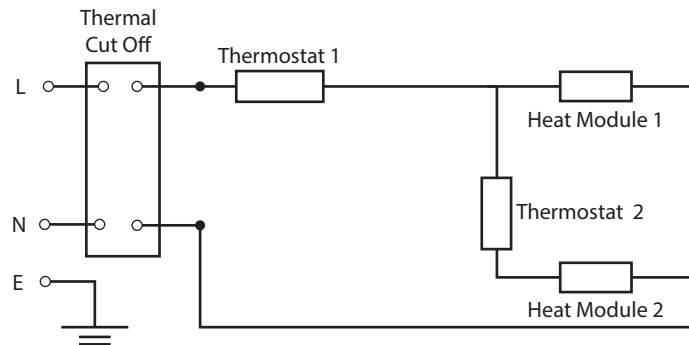 Thermal
Cut Off
Thermostat 1
L
Heat Module 1
Thermostat 2
N
E
Heat Module 2